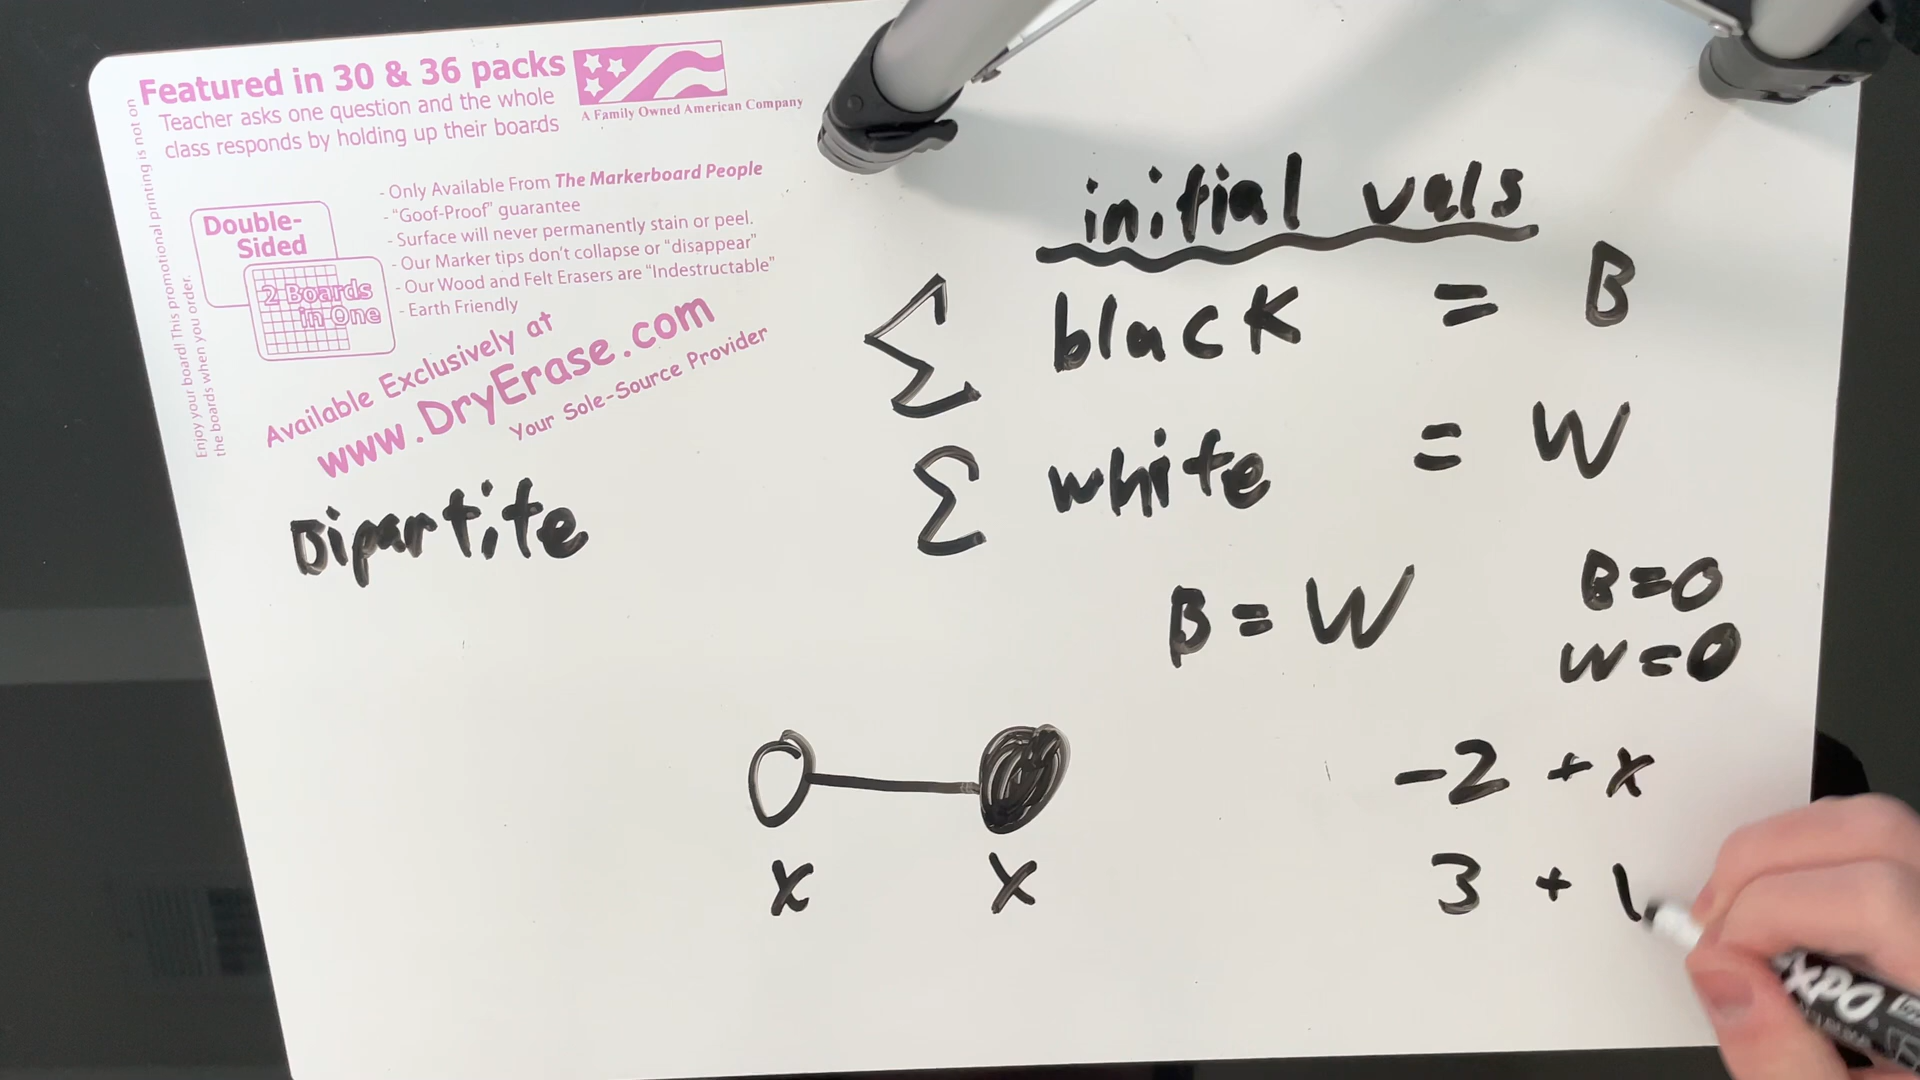 Featured in 30 & 36 packs
Teacher asks one question and the whole
class responds by holding up their boards
A Family Owned American Company
Enjoy your board! This promotional printing is not on
the boards when you order.
Double-
Sided
2 Boards
in One
- Only Available From The Markerboard People
- "Goof-Proof" guarantee
- Surface will never permanently stain or peel.
- Our Marker tips don't collapse or "disappear"
- Our Wood and Felt Erasers are "Indestructable"
- Earth Friendly
Available Exclusively at
www.DryErase.com
Your Sole-Source Provider
initial vals
Σ black = B
Σ white = W
Bipartite
B = W
B=0
W=0
-2 + x
x x
3 +
XPO